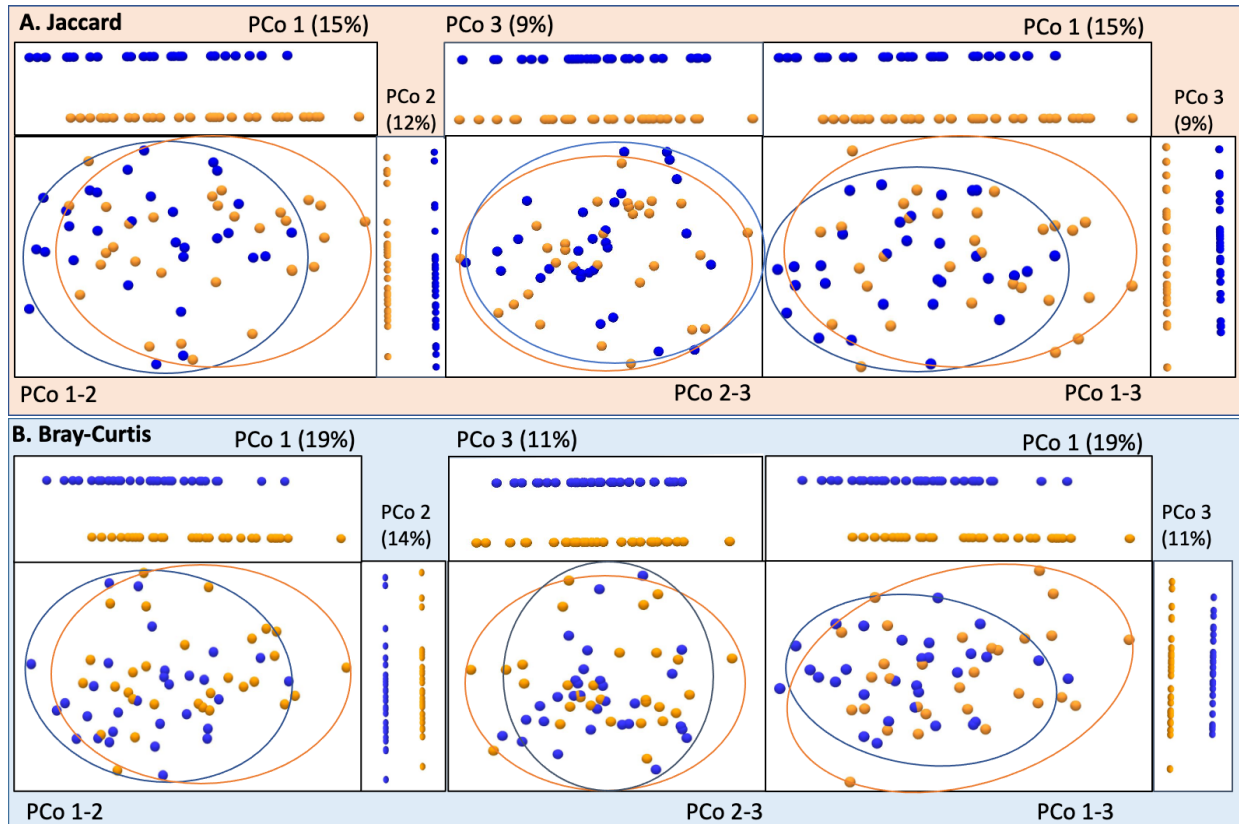 A. Jaccard
PCo 1 (15%)
PCo 3 (9%)
PCo 1 (15%)
PCo 2
(12%)
PCo 3
(9%)
PCo 1-2
PCo 2-3
PCo 1-3
B. Bray-Curtis
PCo 1 (19%)
PCo 3 (11%)
PCo 1 (19%)
PCo 2
(14%)
PCo 3
(11%)
PCo 1-2
PCo 2-3
PCo 1-3